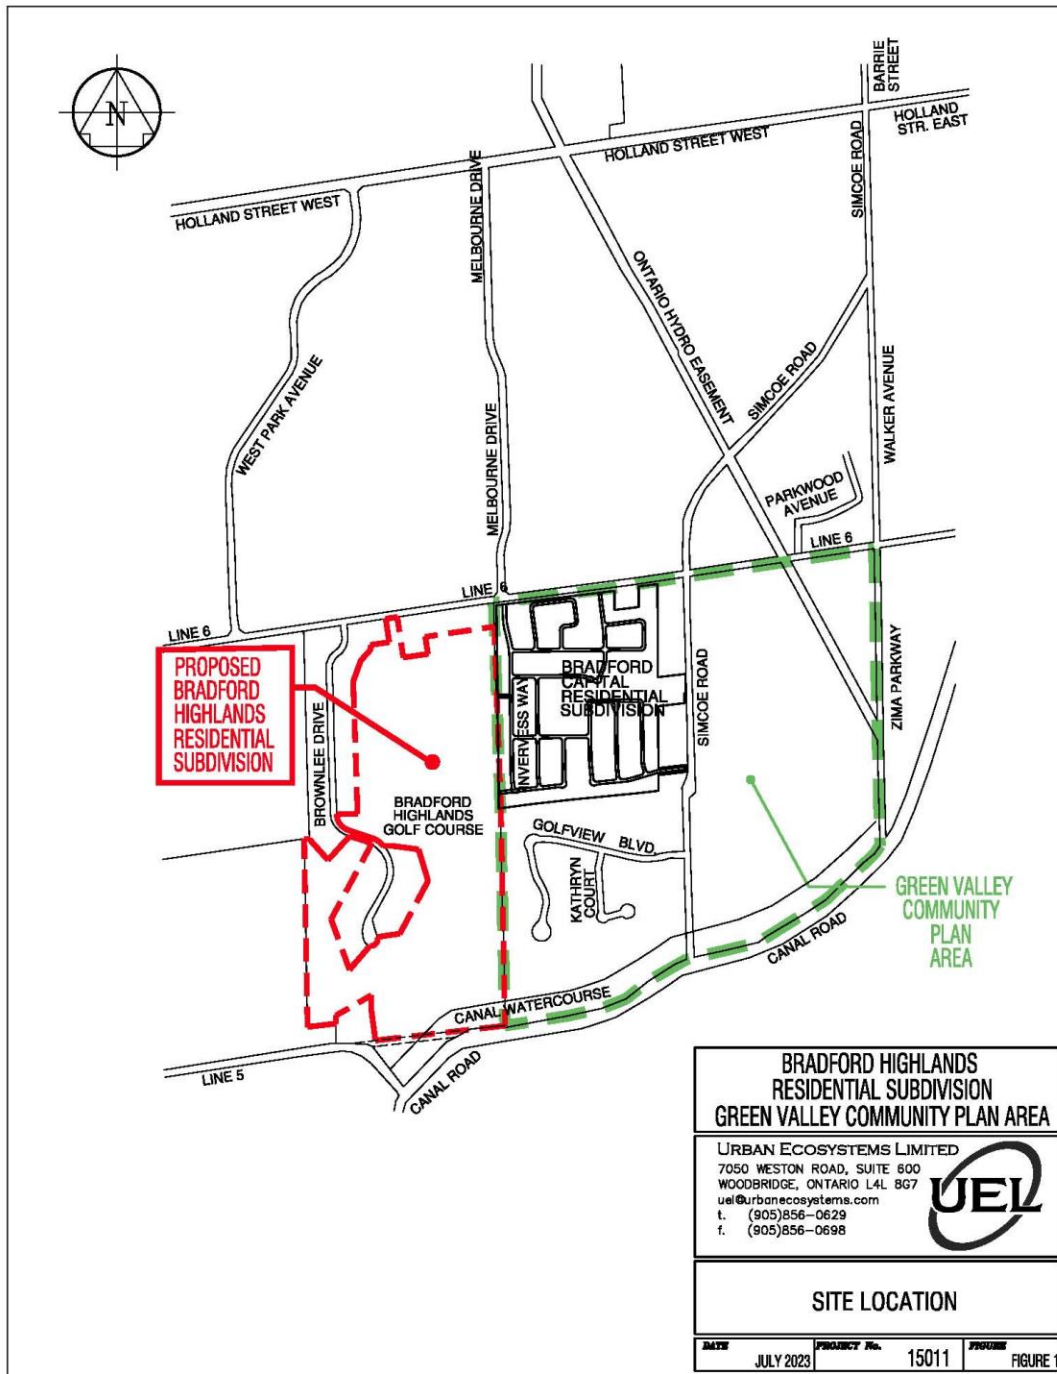 N
BARRIE
STREET
HOLLAND
STR. EAST
HOLLAND STREET WEST
HOLLAND STREET WEST
MELBOURNE DRIVE
SIMCOE ROAD
ONTARIO HYDRO EASEMENT
SIMCOE ROAD
WEST PARK AVENUE
WALKER AVENUE
MELBOURNE DRIVE
PARKWOOD
AVENUE
LINE 6
LINE 6
LINE 6
PROPOSED
BRADFORD
HIGHLANDS
RESIDENTIAL
SUBDIVISION
BRADFORD
CAPITAL
RESIDENTIAL
SUBDIVISION
INVERNESS WAY
SIMCOE ROAD
ZIMA PARKWAY
BROWNLEE DRIVE
BRADFORD
HIGHLANDS
GOLF COURSE
GOLFVIEW BLVD.
KATHRYN
COURT
GREEN VALLEY
COMMUNITY
PLAN
AREA
CANAL ROAD
CANAL WATERCOURSE
LINE 5
CANAL ROAD
BRADFORD HIGHLANDS
RESIDENTIAL SUBDIVISION
GREEN VALLEY COMMUNITY PLAN AREA
URBAN ECOSYSTEMS LIMITED
7050 WESTON ROAD, SUITE 600
WOODBRIDGE, ONTARIO L4L 8G7
uel@urbanecosystems.com
t. (905)856-0629
f. (905)856-0698
UEL
SITE LOCATION
DATE
JULY 2023
PROJECT No.
15011
FIGURE
FIGURE 1